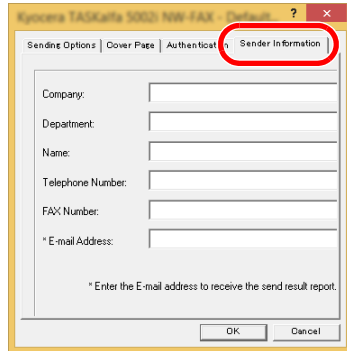 Kyocera TASKalfa 5002i NW-FAX - Default... ? ×
Sending Options Cover Page Authentication Sender Information
Company:
Department:
Name:
Telephone Number:
FAX Number:
* E-mail Address:
* Enter the E-mail address to receive the send result report.
OK Cancel